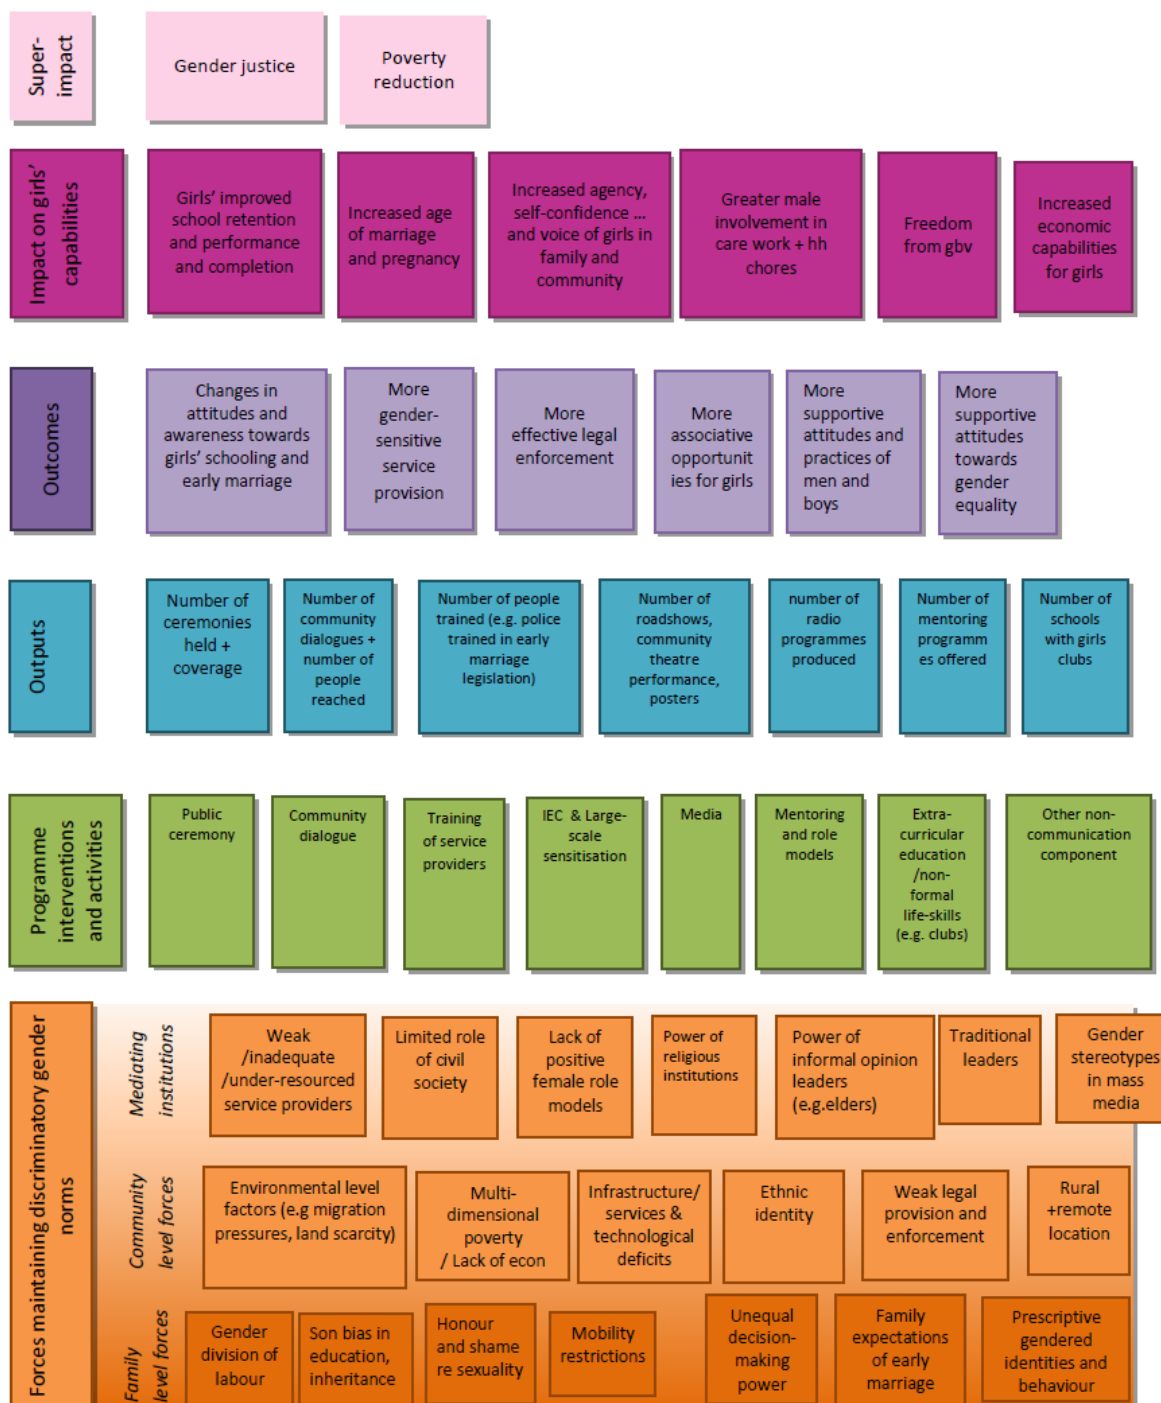 Super-
impact
Gender justice
Poverty
reduction
Impact on girls'
capabilities
Girls' improved
school retention
and performance
and completion
Increased age
of marriage
and pregnancy
Increased agency,
self-confidence ...
and voice of girls in
family and
community
Greater male
involvement in
care work + hh
chores
Freedom
from gbv
Increased
economic
capabilities
for girls
Outcomes
Changes in
attitudes and
awareness towards
girls' schooling and
early marriage
More
gender-
sensitive
service
provision
More
effective legal
enforcement
More
associative
opportunit
ies for girls
More
supportive
attitudes and
practices of
men and
boys
More
supportive
attitudes
towards
gender
equality
Outputs
Number of
ceremonies
held +
coverage
Number of
community
dialogues +
number of
people
reached
Number of people
trained (e.g. police
trained in early
marriage
legislation)
Number of
roadshows,
community
theatre
performance,
posters
number of
radio
programmes
produced
Number of
mentoring
programm
es offered
Number of
schools
with girls
clubs
Programme
interventions
and activities
Public
ceremony
Community
dialogue
Training
of service
providers
IEC & Large-
scale
sensitisation
Media
Mentoring
and role
models
Extra-
curricular
education
/non-
formal
life-skills
(e.g. clubs)
Other non-
communication
component
Forces maintaining discriminatory gender
norms
Mediating
institutions
Weak
/inadequate
/under-resourced
service providers
Limited role
of civil
society
Lack of
positive
female role
models
Power of
religious
institutions
Power of
informal opinion
leaders
(e.g.elders)
Traditional
leaders
Gender
stereotypes
in mass
media
Community
level forces
Environmental level
factors (e.g migration
pressures, land scarcity)
Multi-
dimensional
poverty
/ Lack of econ
Infrastructure/
services &
technological
deficits
Ethnic
identity
Weak legal
provision and
enforcement
Rural
+remote
location
Family
level forces
Gender
division of
labour
Son bias in
education,
inheritance
Honour
and shame
re sexuality
Mobility
restrictions
Unequal
decision-
making
power
Family
expectations
of early
marriage
Prescriptive
gendered
identities and
behaviour